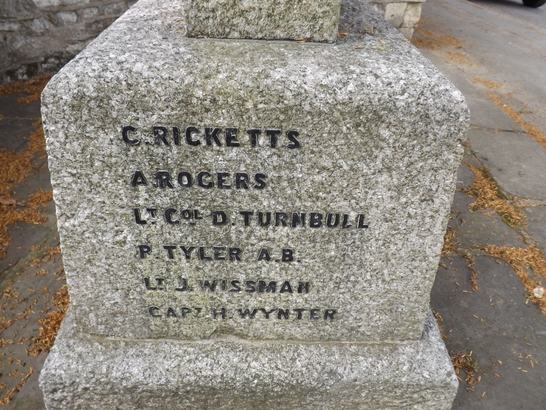 C. RICKETTS
A. ROGERS
LT COL D. TURNBULL
P. TYLER A.B.
LT J. WISSMAN
CAPT H. WYNTER